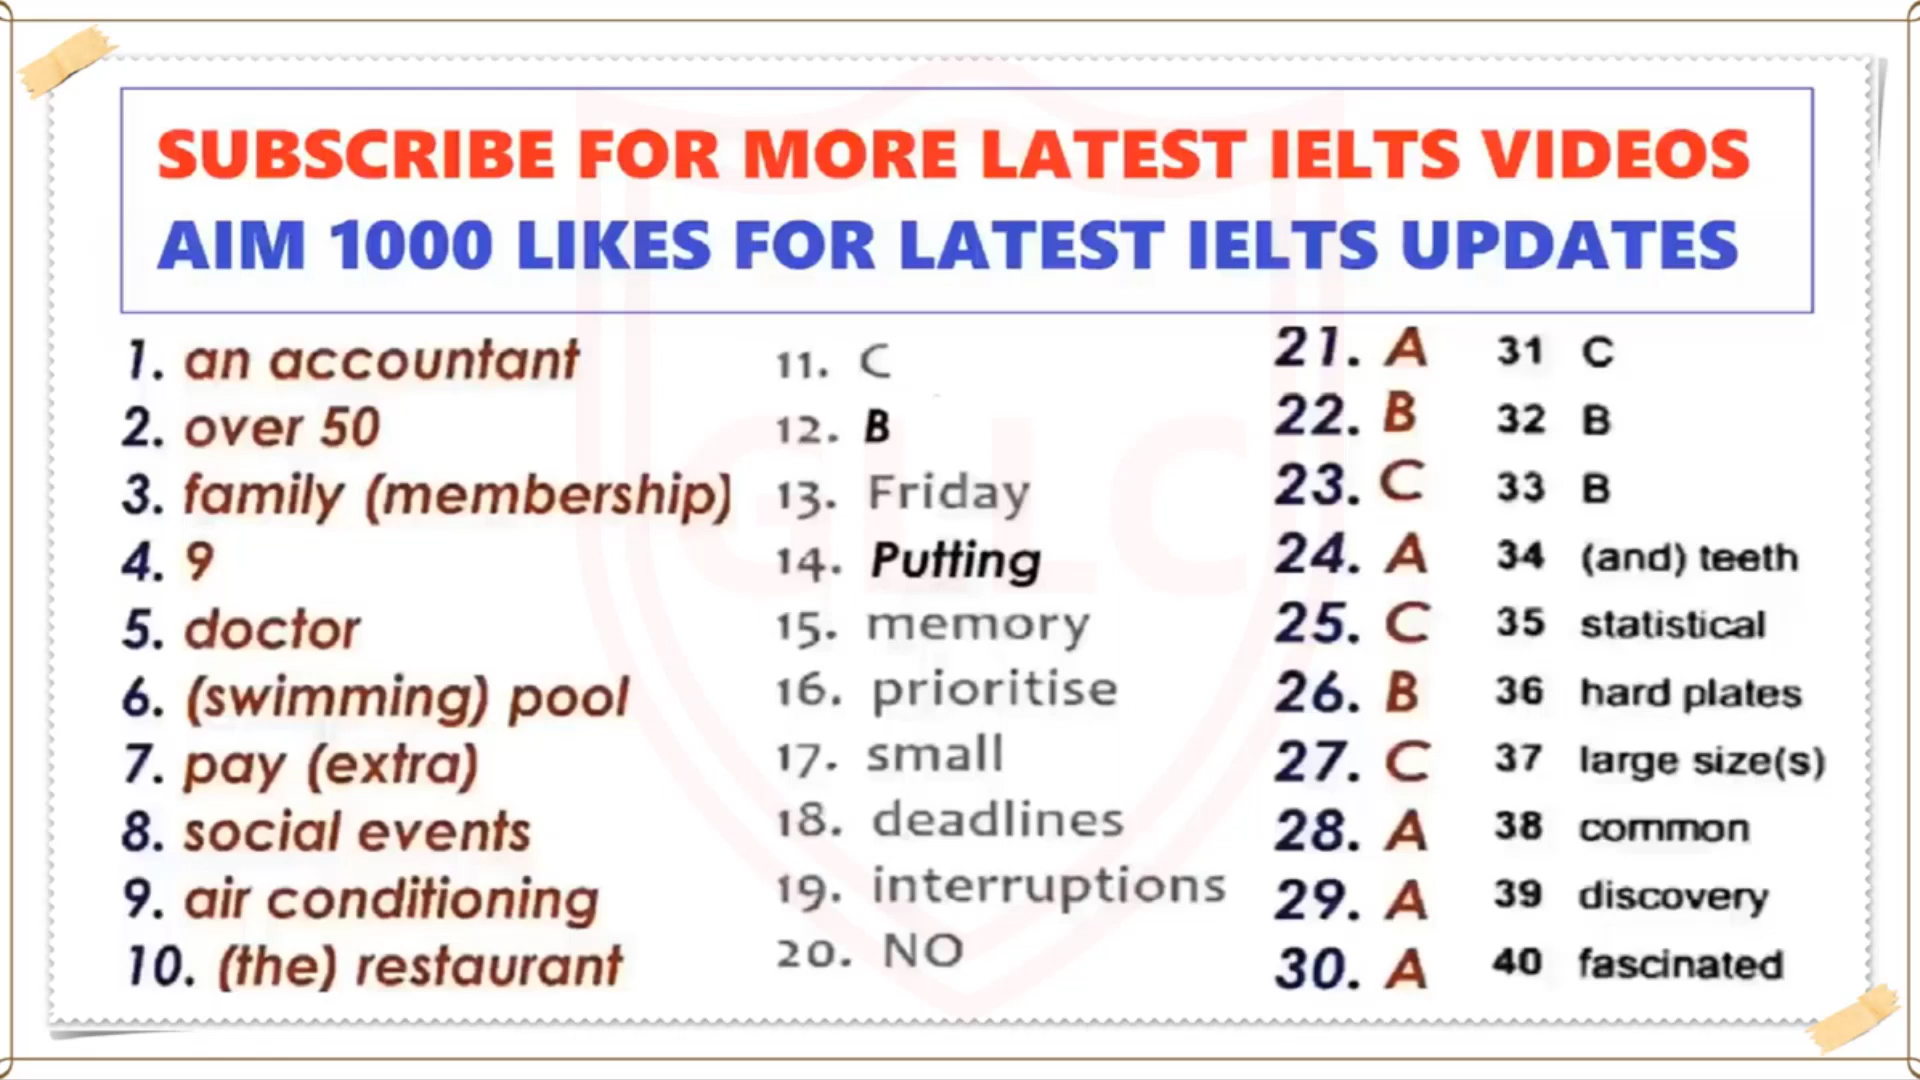 SUBSCRIBE FOR MORE LATEST IELTS VIDEOS
AIM 1000 LIKES FOR LATEST IELTS UPDATES
1. an accountant
2. over 50
3. family (membership)
4. 9
5. doctor
6. (swimming) pool
7. pay (extra)
8. social events
9. air conditioning
10. (the) restaurant
11. C
12. B
13. Friday
14. Putting
15. memory
16. prioritise
17. small
18. deadlines
19. interruptions
20. NO
21. A
22. B
23. C
24. A
25. C
26. B
27. C
28. A
29. A
30. A
31 C
32 B
33 B
34 (and) teeth
35 statistical
36 hard plates
37 large size(s)
38 common
39 discovery
40 fascinated
GLLC